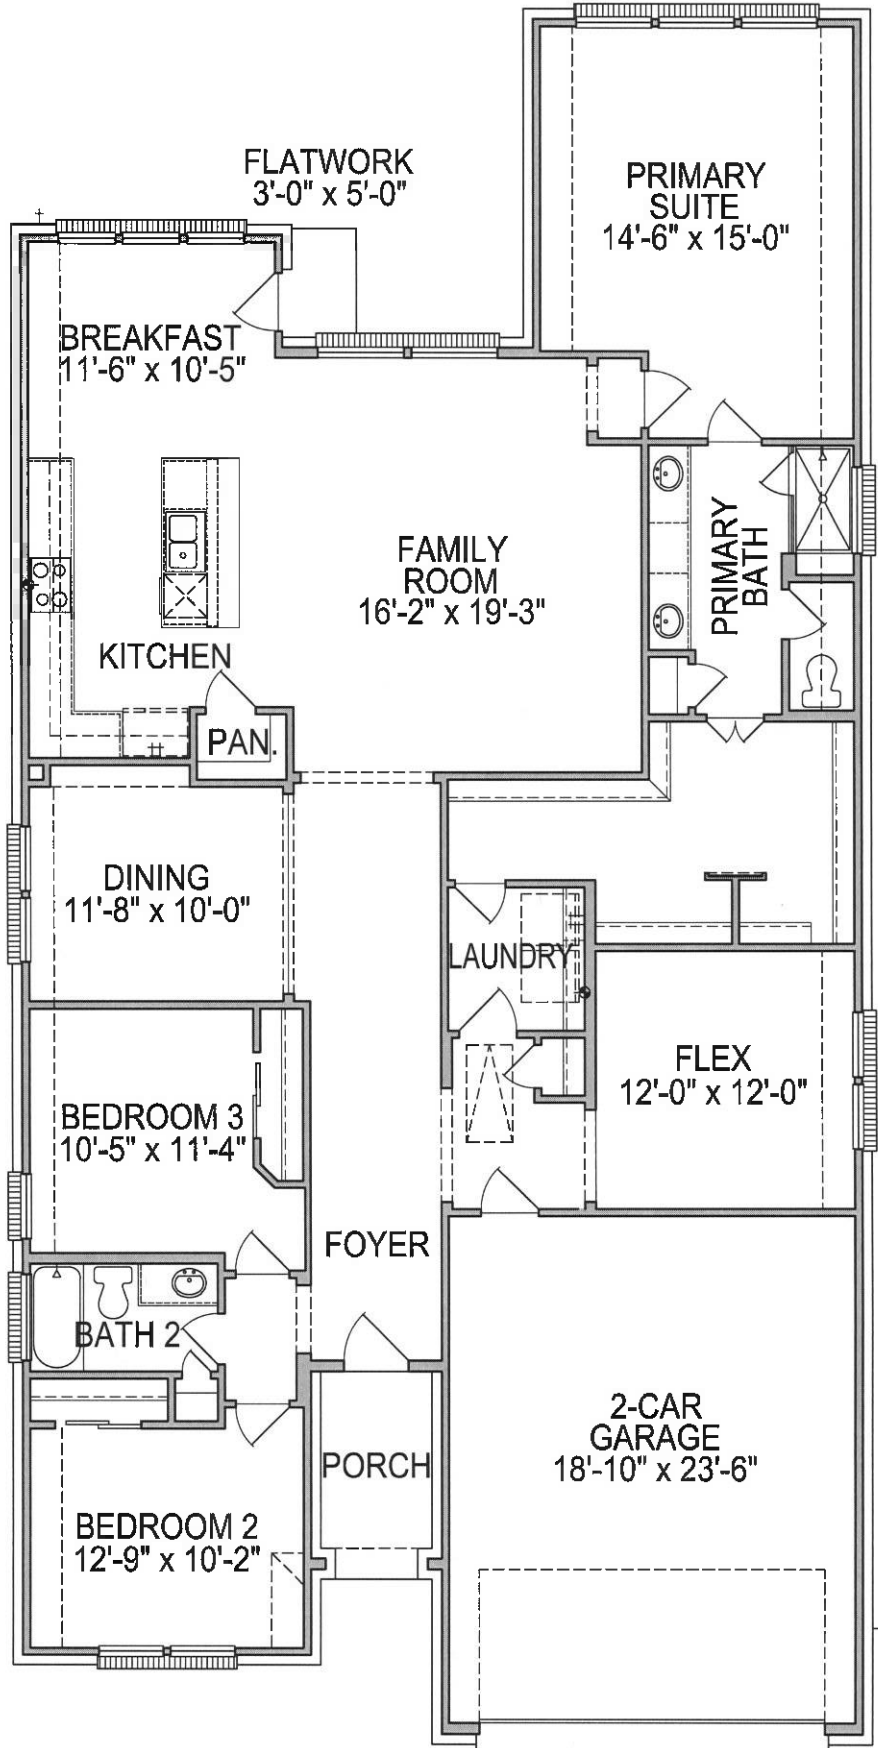 FLATWORK
3'-0" x 5'-0"
PRIMARY
SUITE
14'-6" x 15'-0"
BREAKFAST
11'-6" x 10'-5"
FAMILY
ROOM
16'-2" x 19'-3"
PRIMARY
BATH
KITCHEN
PAN.
DINING
11'-8" x 10'-0"
LAUNDRY
FLEX
12'-0" x 12'-0"
BEDROOM 3
10'-5" x 11'-4"
FOYER
BATH 2
2-CAR
GARAGE
18'-10" x 23'-6"
PORCH
BEDROOM 2
12'-9" x 10'-2"